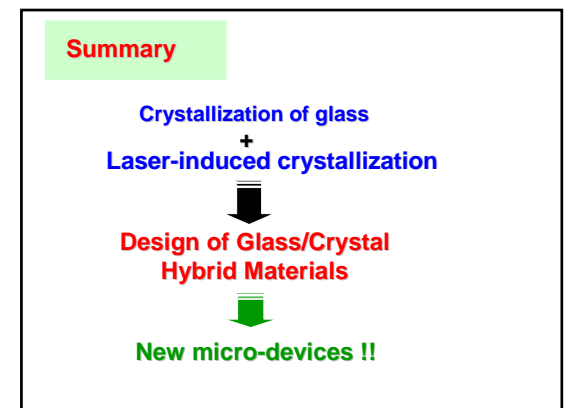 Summary
Crystallization of glass
+
Laser-induced crystallization
Design of Glass/Crystal
Hybrid Materials
New micro-devices !!